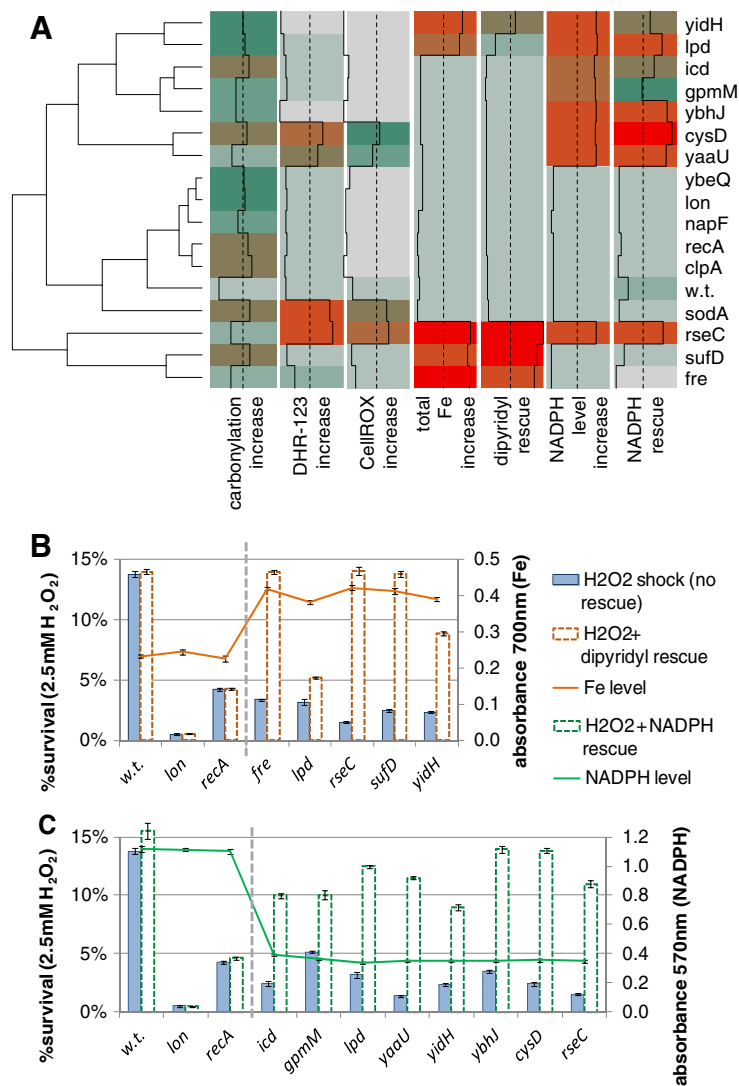 A
yidH
lpd
icd
gpmM
ybhJ
cysD
yaaU
ybeQ
lon
napF
recA
clpA
w.t.
sodA
rseC
sufD
fre
carbonylation
increase
DHR-123
increase
CellROX
increase
total
Fe
increase
dipyridyl
rescue
NADPH
level
increase
NADPH
rescue
B
%survival (2.5mM H2O2)
15%
10%
5%
0%
0.5
0.4
0.3
0.2
0.1
0.0
absorbance 700nm (Fe)
w.t.
lon
recA
fre
lpd
rseC
sufD
yidH
H2O2 shock (no
rescue)
H2O2+
dipyridyl rescue
Fe level
H2O2+NADPH
rescue
NADPH level
C
%survival (2.5mM H2O2)
15%
10%
5%
0%
1.2
1.0
0.8
0.6
0.4
0.2
0.0
absorbance 570nm (NADPH)
w.t.
lon
recA
icd
gpmM
lpd
yaaU
yidH
ybhJ
cysD
rseC